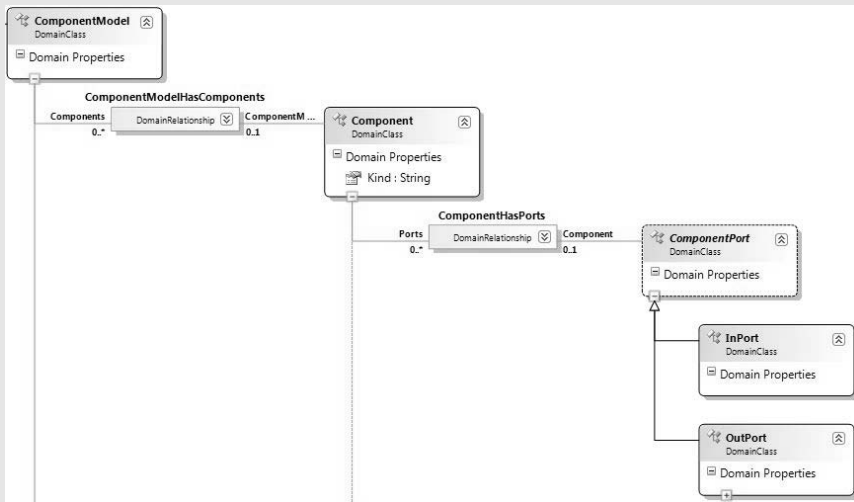 ComponentModel
DomainClass
Domain Properties
ComponentModelHasComponents
Components
DomainRelationship
ComponentM ...
0..*
0..1
Component
DomainClass
Domain Properties
Kind : String
ComponentHasPorts
Ports
DomainRelationship
Component
0..*
0..1
ComponentPort
DomainClass
Domain Properties
InPort
DomainClass
Domain Properties
OutPort
DomainClass
Domain Properties